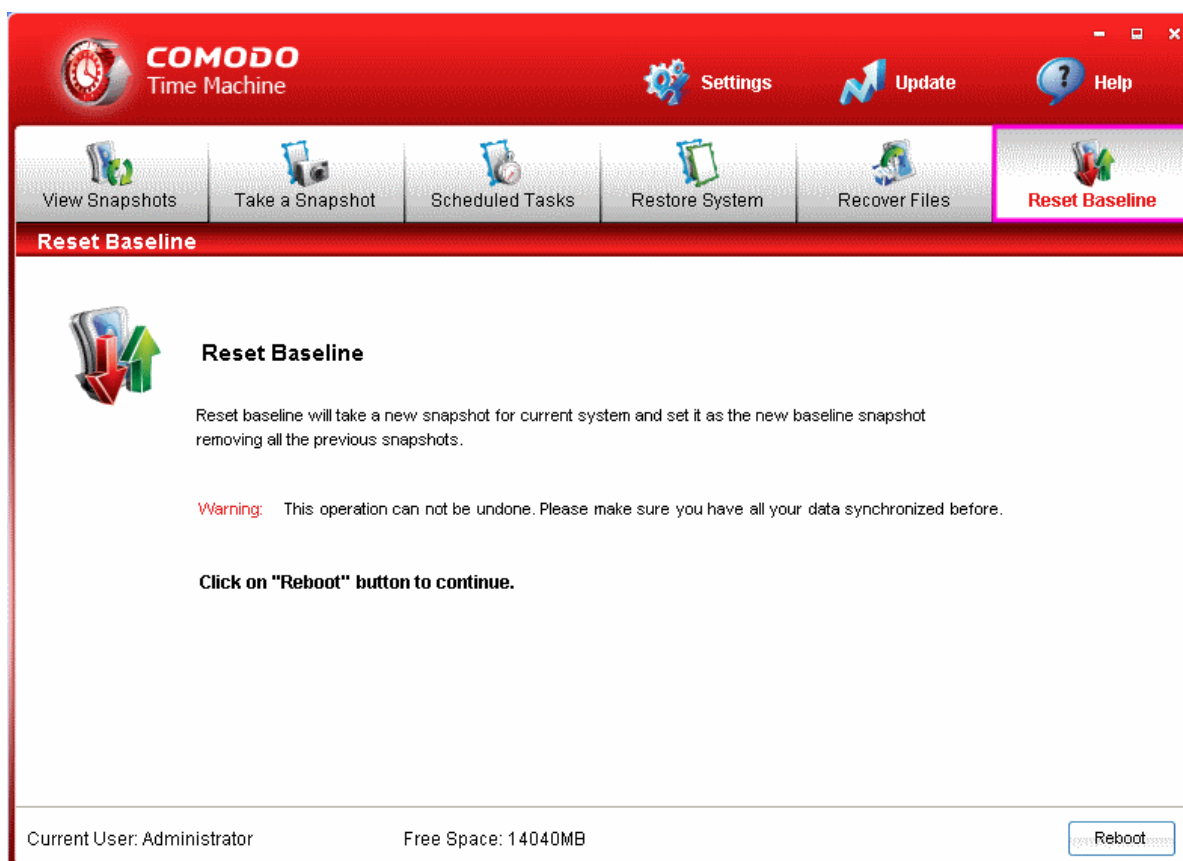 COMODO
Time Machine
Settings
Update
Help
View Snapshots
Take a Snapshot
Scheduled Tasks
Restore System
Recover Files
Reset Baseline
Reset Baseline
Reset Baseline
Reset baseline will take a new snapshot for current system and set it as the new baseline snapshot
removing all the previous snapshots.
Warning: This operation can not be undone. Please make sure you have all your data synchronized before.
Click on "Reboot" button to continue.
Current User: Administrator
Free Space: 14040MB
Reboot